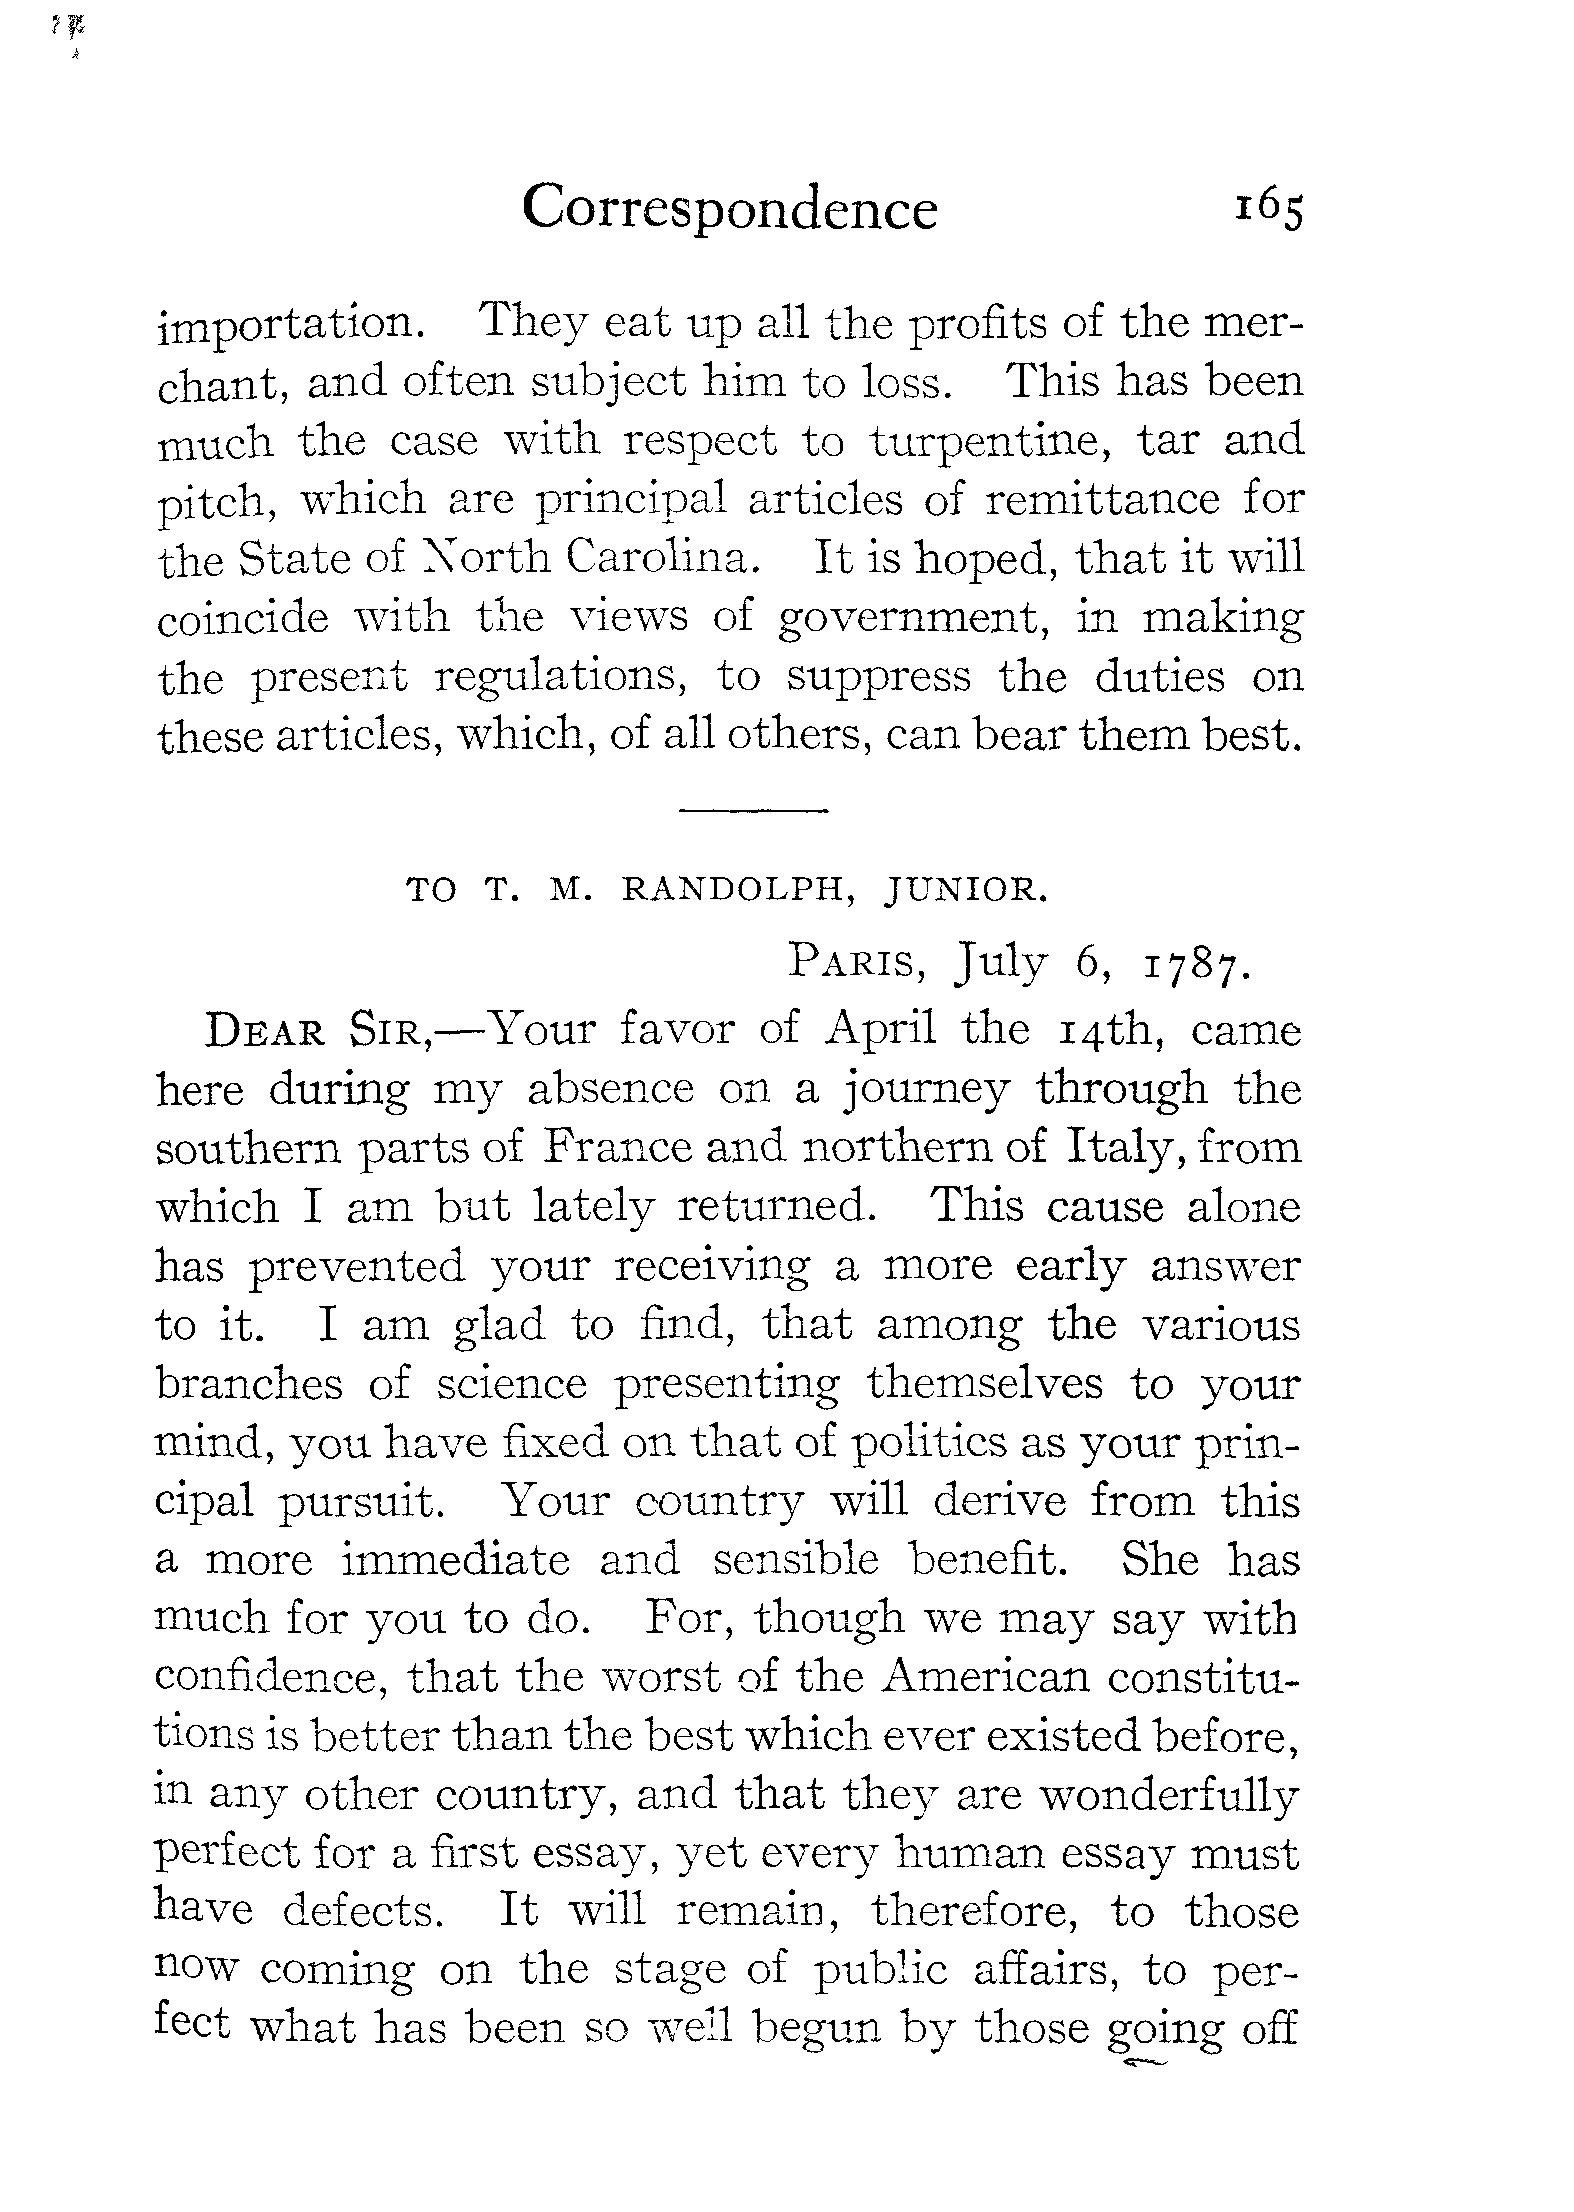 Correspondence 165
importation. They eat up all the profits of the mer-
chant, and often subject him to loss. This has been
much the case with respect to turpentine, tar and
pitch, which are principal articles of remittance for
the State of North Carolina. It is hoped, that it will
coincide with the views of government, in making
the present regulations, to suppress the duties on
these articles, which, of all others, can bear them best.
TO T. M. RANDOLPH, JUNIOR.
PARIS, July 6, 1787.
DEAR SIR,—Your favor of April the 14th, came
here during my absence on a journey through the
southern parts of France and northern of Italy, from
which I am but lately returned. This cause alone
has prevented your receiving a more early answer
to it. I am glad to find, that among the various
branches of science presenting themselves to your
mind, you have fixed on that of politics as your prin-
cipal pursuit. Your country will derive from this
a more immediate and sensible benefit. She has
much for you to do. For, though we may say with
confidence, that the worst of the American constitu-
tions is better than the best which ever existed before,
in any other country, and that they are wonderfully
perfect for a first essay, yet every human essay must
have defects. It will remain, therefore, to those
now coming on the stage of public affairs, to per-
fect what has been so well begun by those going off